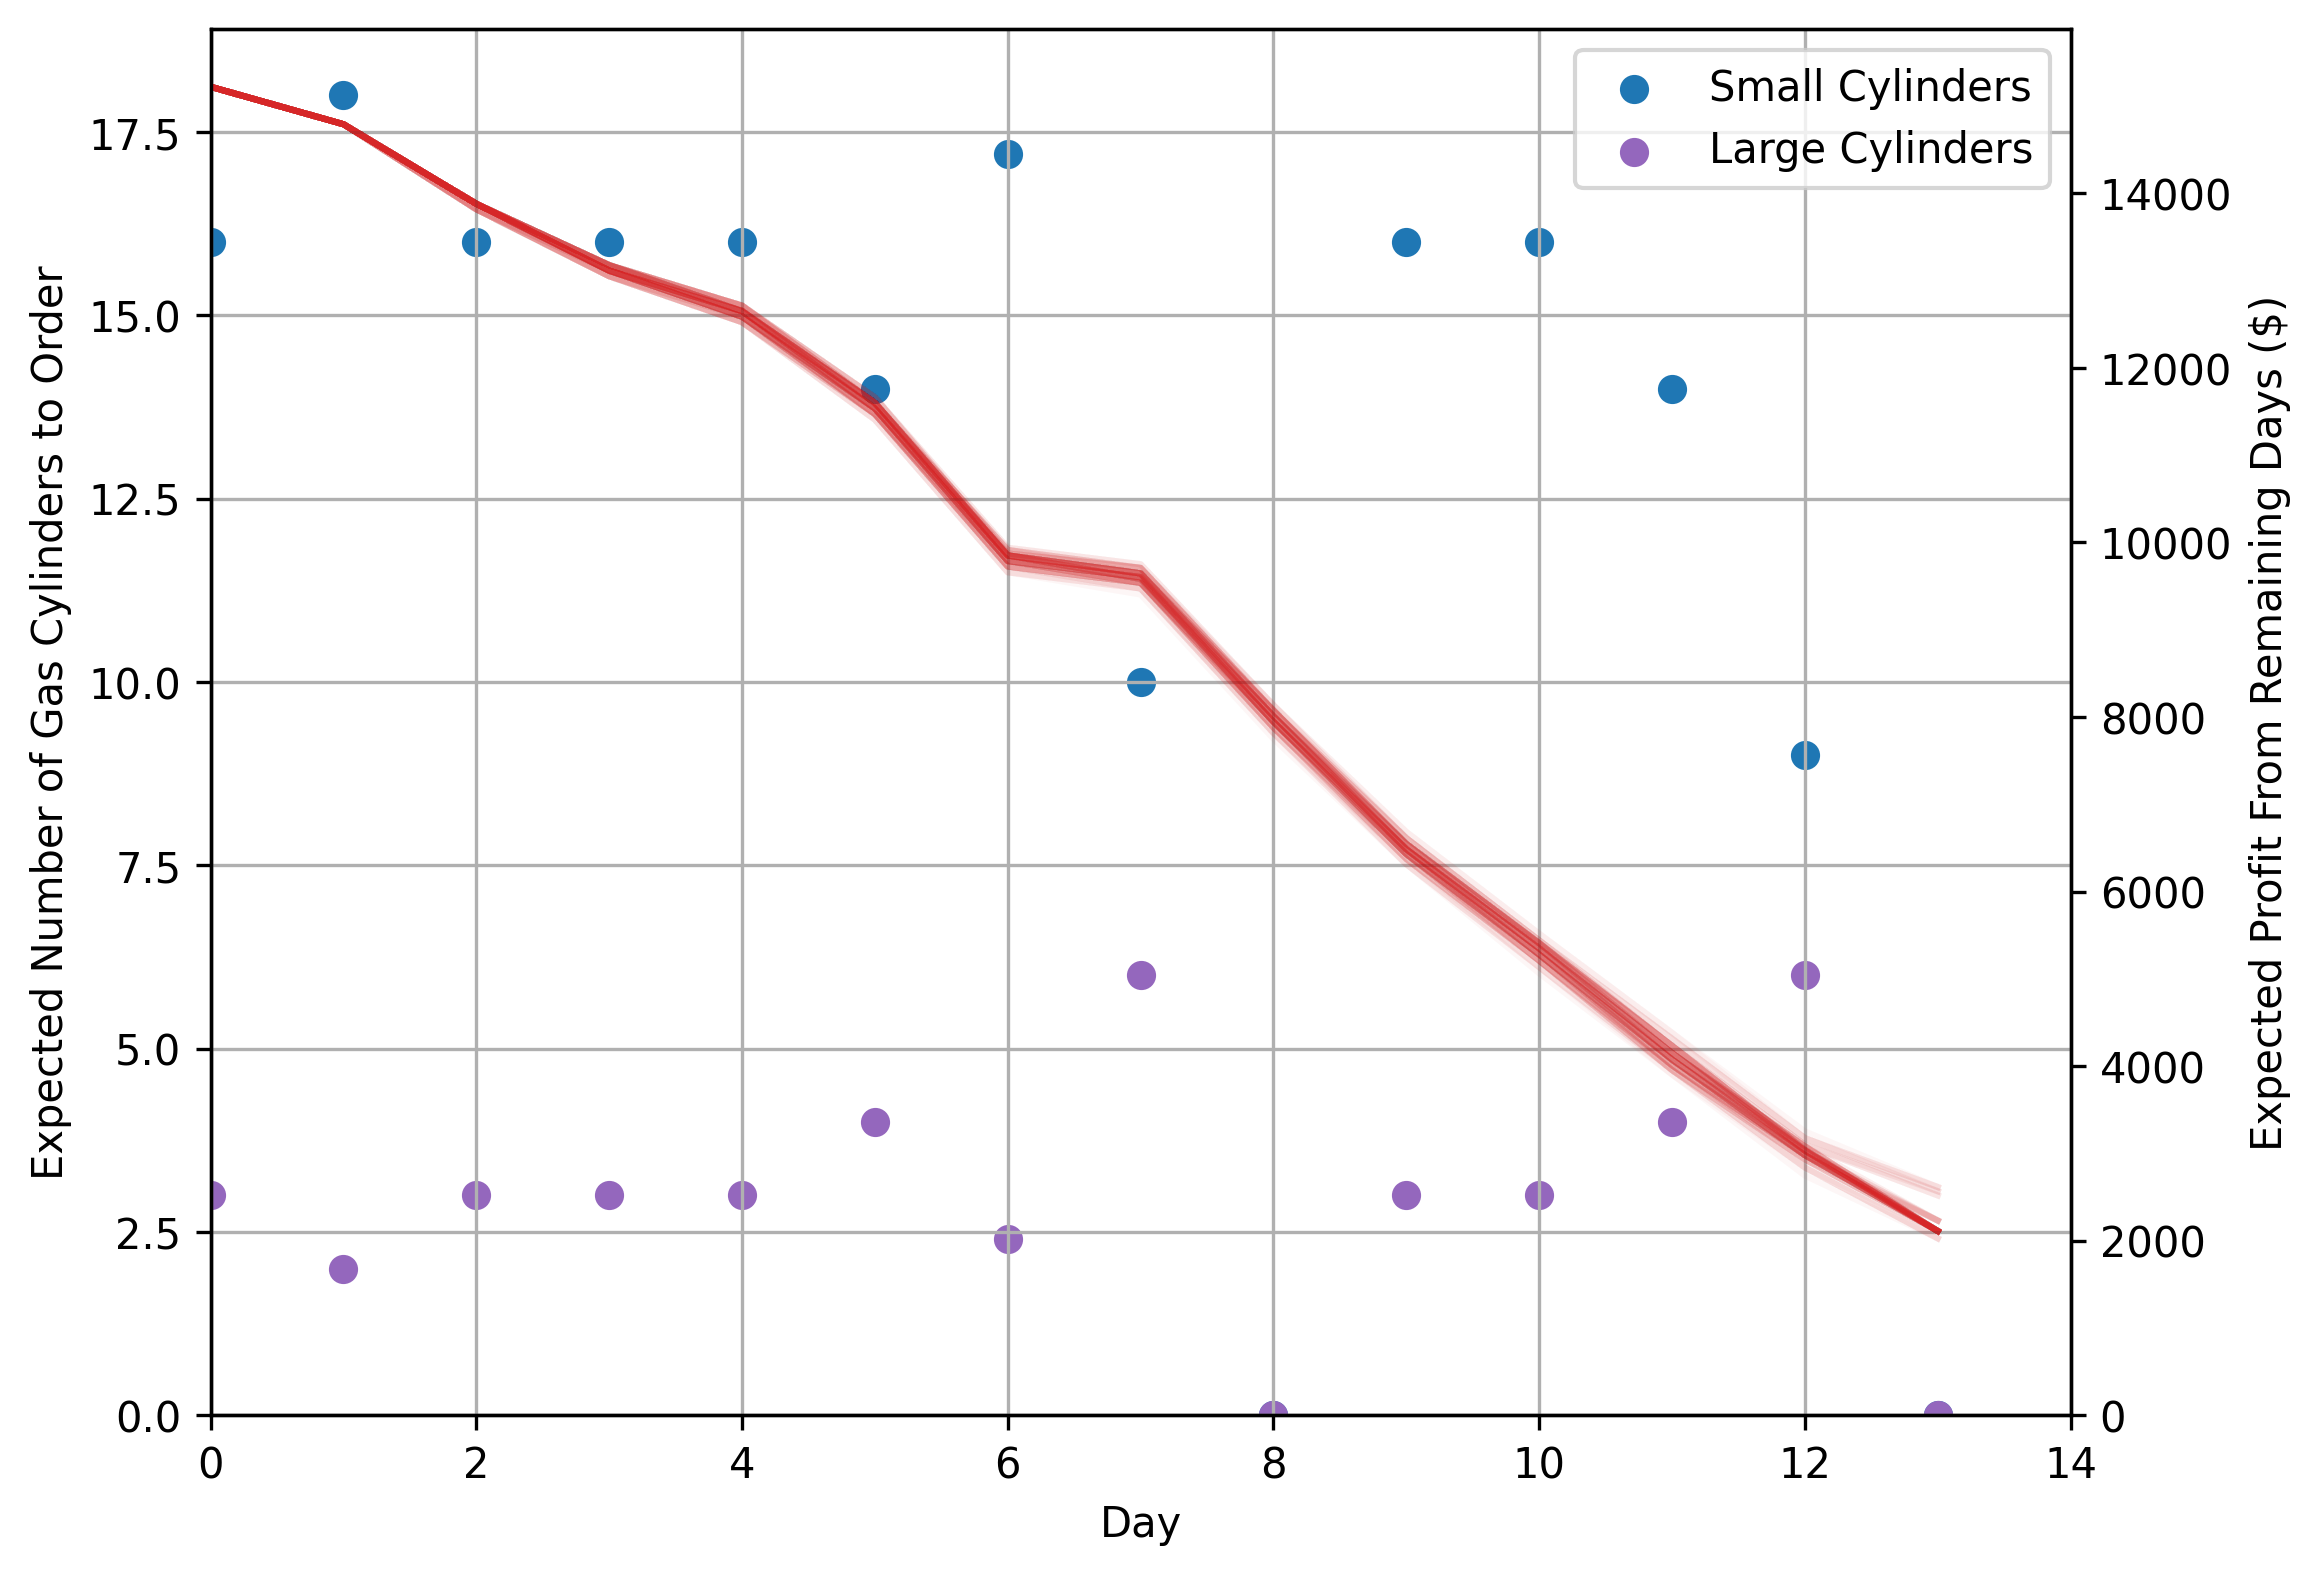 Small Cylinders
Large Cylinders
Expected Number of Gas Cylinders to Order
17.5
15.0
12.5
10.0
7.5
5.0
2.5
0.0
14000
12000
10000
8000
6000
4000
2000
0
Expected Profit From Remaining Days ($)
0 2 4 6 8 10 12 14
Day